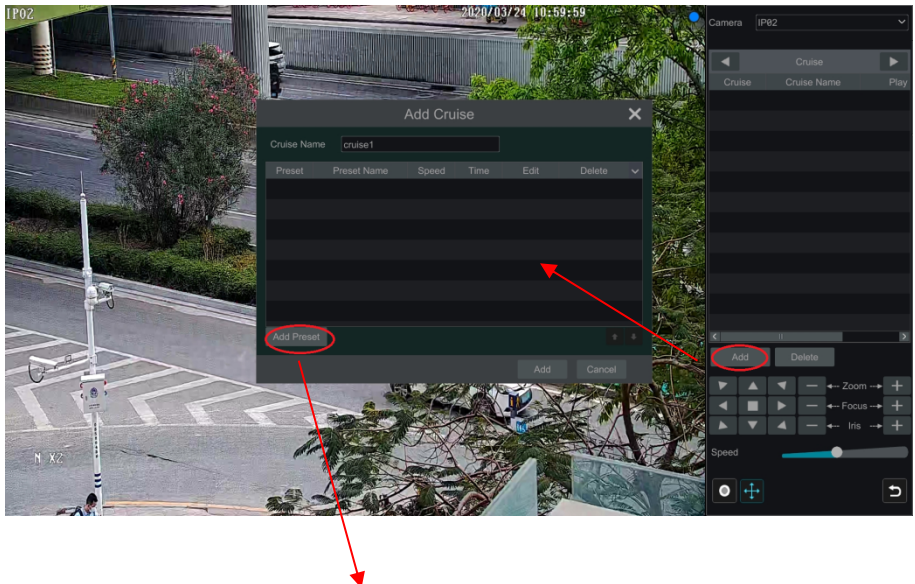 IP02
2020/03/24 10:59:59
Camera IP02
Cruise
Cruise Cruise Name Play
Add Cruise
Cruise Name cruise1
Preset Preset Name Speed Time Edit Delete
Add Preset
Add Cancel
Add Delete
Zoom
Focus
Iris
Speed
N X2